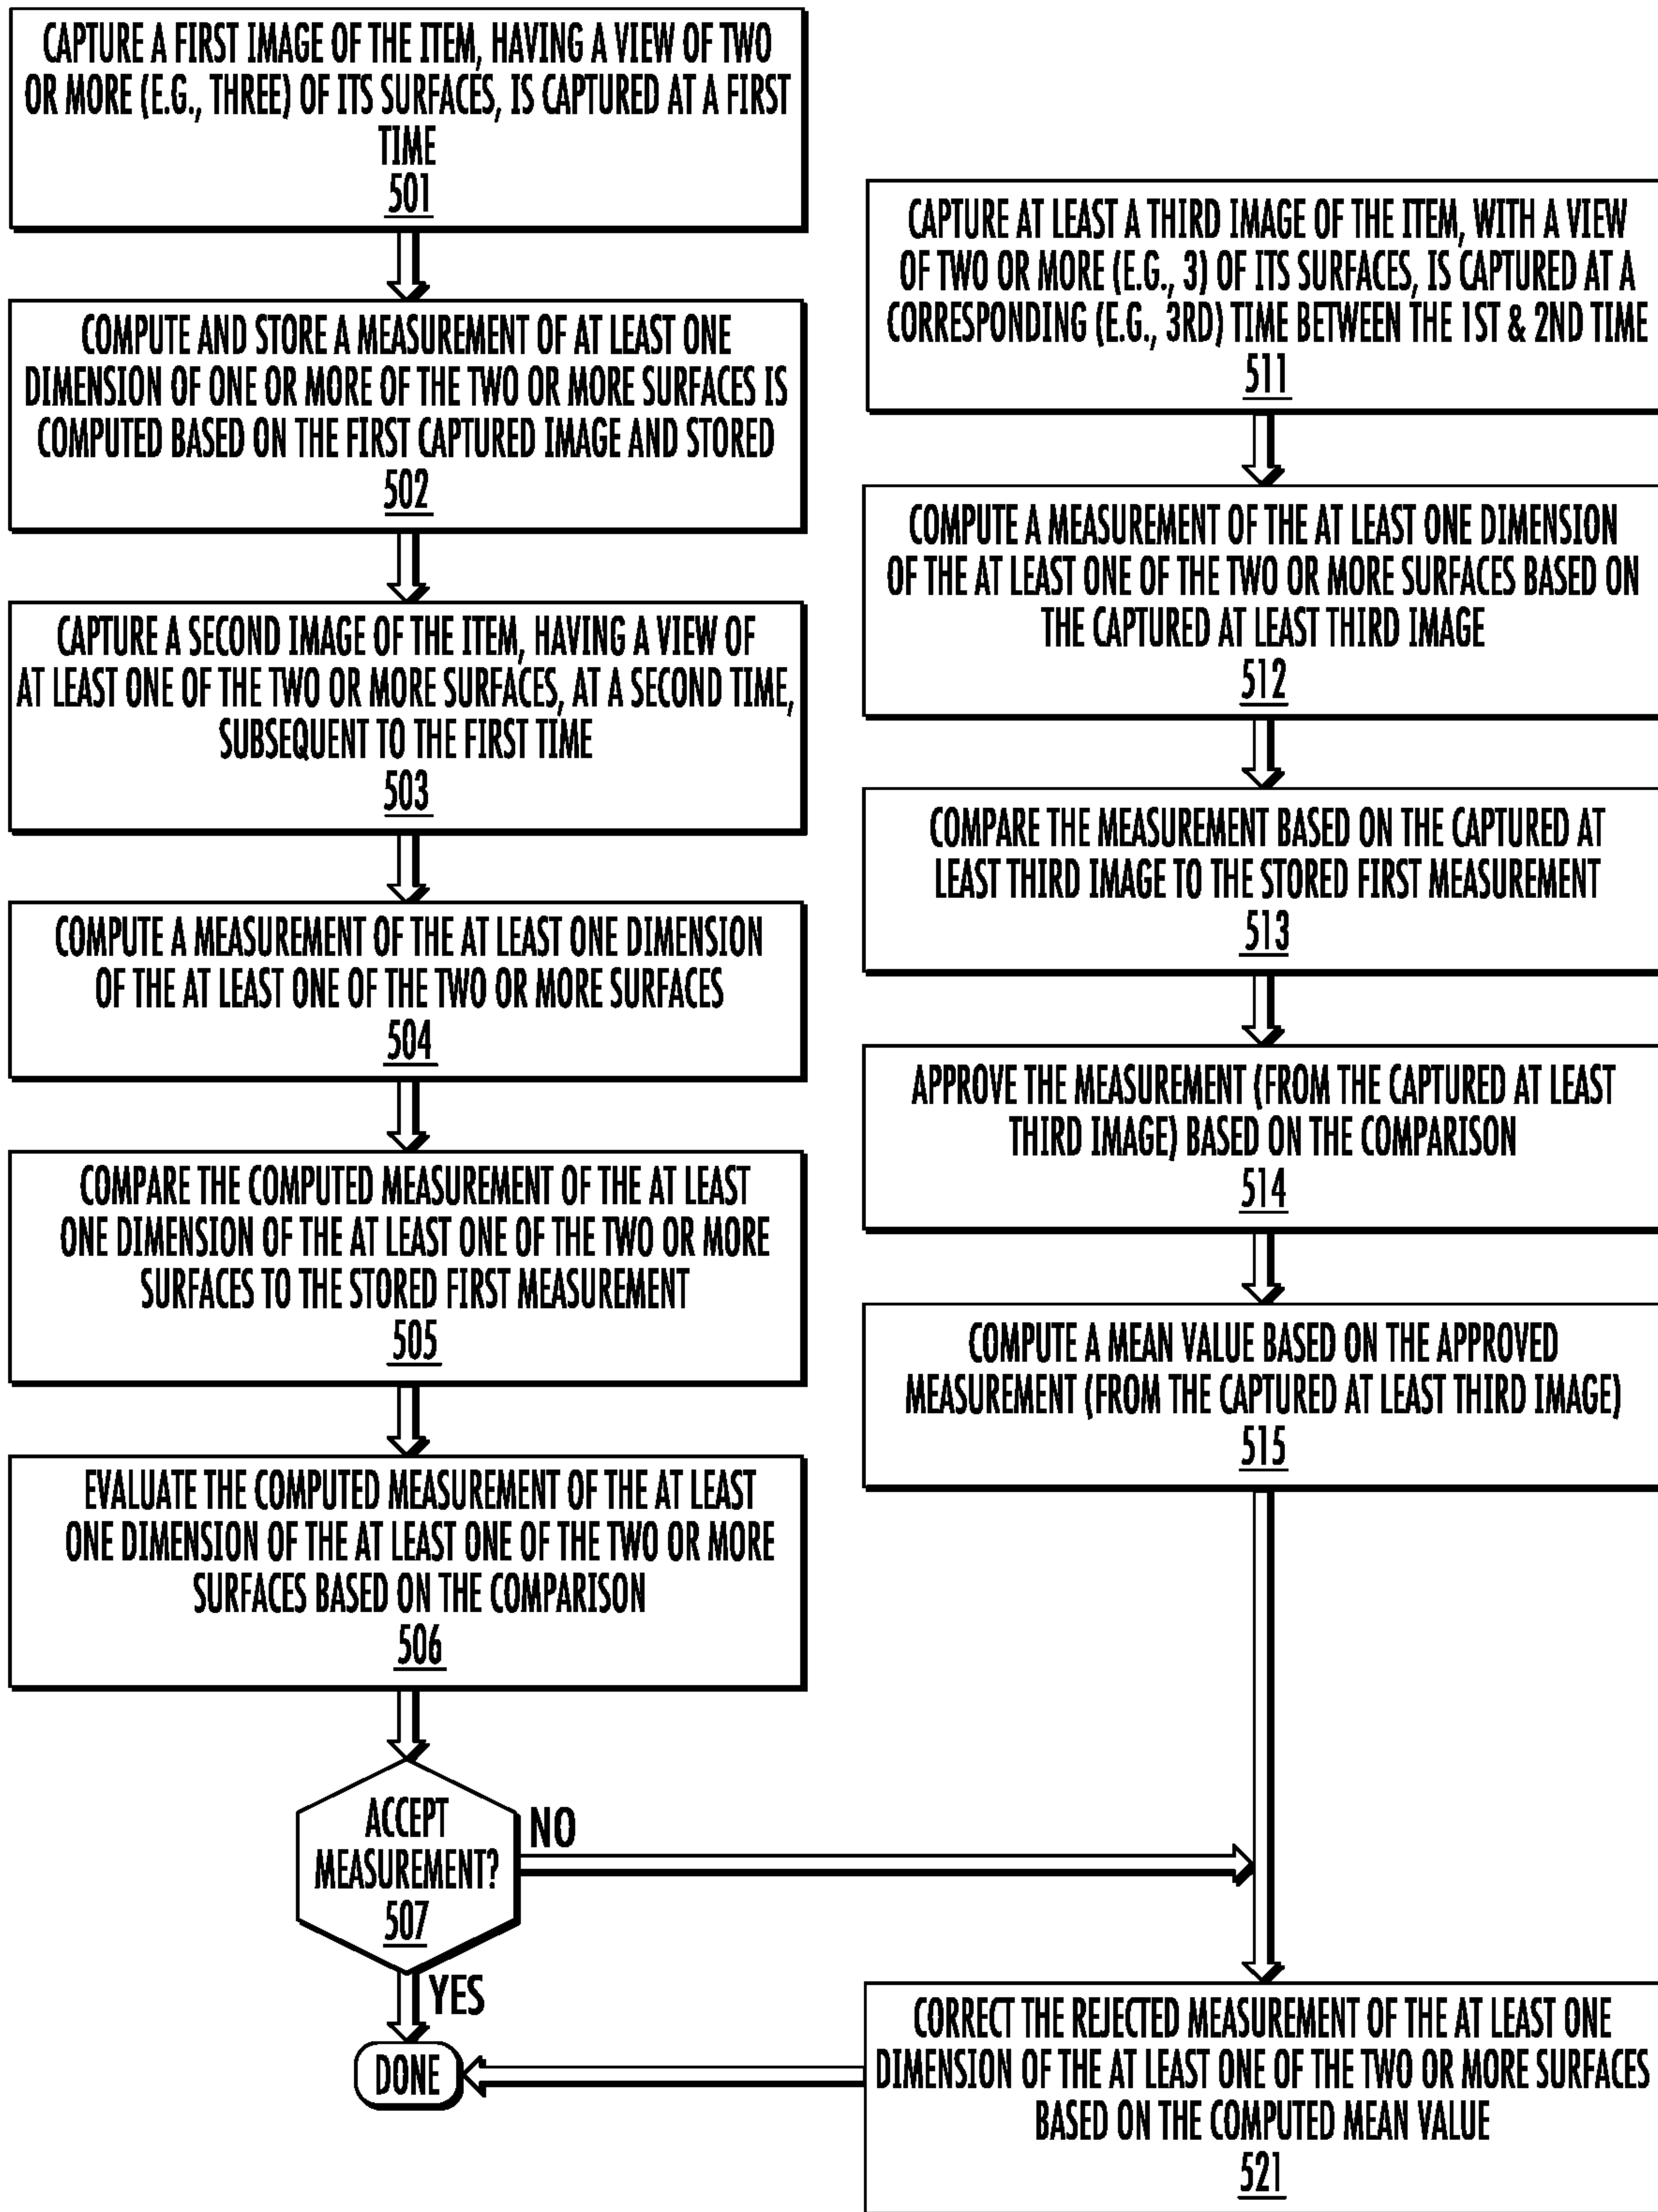 CAPTURE A FIRST IMAGE OF THE ITEM, HAVING A VIEW OF TWO
OR MORE (E.G., THREE) OF ITS SURFACES, IS CAPTURED AT A FIRST
TIME
501
COMPUTE AND STORE A MEASUREMENT OF AT LEAST ONE
DIMENSION OF ONE OR MORE OF THE TWO OR MORE SURFACES IS
COMPUTED BASED ON THE FIRST CAPTURED IMAGE AND STORED
502
CAPTURE A SECOND IMAGE OF THE ITEM, HAVING A VIEW OF
AT LEAST ONE OF THE TWO OR MORE SURFACES, AT A SECOND TIME,
SUBSEQUENT TO THE FIRST TIME
503
COMPUTE A MEASUREMENT OF THE AT LEAST ONE DIMENSION
OF THE AT LEAST ONE OF THE TWO OR MORE SURFACES
504
COMPARE THE COMPUTED MEASUREMENT OF THE AT LEAST
ONE DIMENSION OF THE AT LEAST ONE OF THE TWO OR MORE
SURFACES TO THE STORED FIRST MEASUREMENT
505
EVALUATE THE COMPUTED MEASUREMENT OF THE AT LEAST
ONE DIMENSION OF THE AT LEAST ONE OF THE TWO OR MORE
SURFACES BASED ON THE COMPARISON
506
ACCEPT
MEASUREMENT?
507
NO
YES
DONE
CAPTURE AT LEAST A THIRD IMAGE OF THE ITEM, WITH A VIEW
OF TWO OR MORE (E.G., 3) OF ITS SURFACES, IS CAPTURED AT A
CORRESPONDING (E.G., 3RD) TIME BETWEEN THE 1ST & 2ND TIME
511
COMPUTE A MEASUREMENT OF THE AT LEAST ONE DIMENSION
OF THE AT LEAST ONE OF THE TWO OR MORE SURFACES BASED ON
THE CAPTURED AT LEAST THIRD IMAGE
512
COMPARE THE MEASUREMENT BASED ON THE CAPTURED AT
LEAST THIRD IMAGE TO THE STORED FIRST MEASUREMENT
513
APPROVE THE MEASUREMENT (FROM THE CAPTURED AT LEAST
THIRD IMAGE) BASED ON THE COMPARISON
514
COMPUTE A MEAN VALUE BASED ON THE APPROVED
MEASUREMENT (FROM THE CAPTURED AT LEAST THIRD IMAGE)
515
CORRECT THE REJECTED MEASUREMENT OF THE AT LEAST ONE
DIMENSION OF THE AT LEAST ONE OF THE TWO OR MORE SURFACES
BASED ON THE COMPUTED MEAN VALUE
521